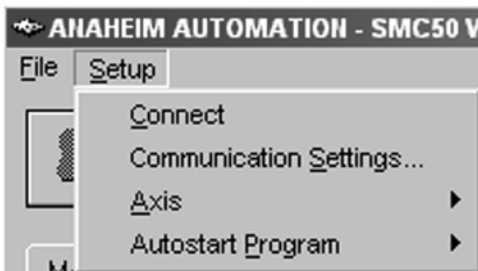 ANAHEIM AUTOMATION - SMC50
File Setup
Connect
Communication Settings...
Axis
Autostart Program